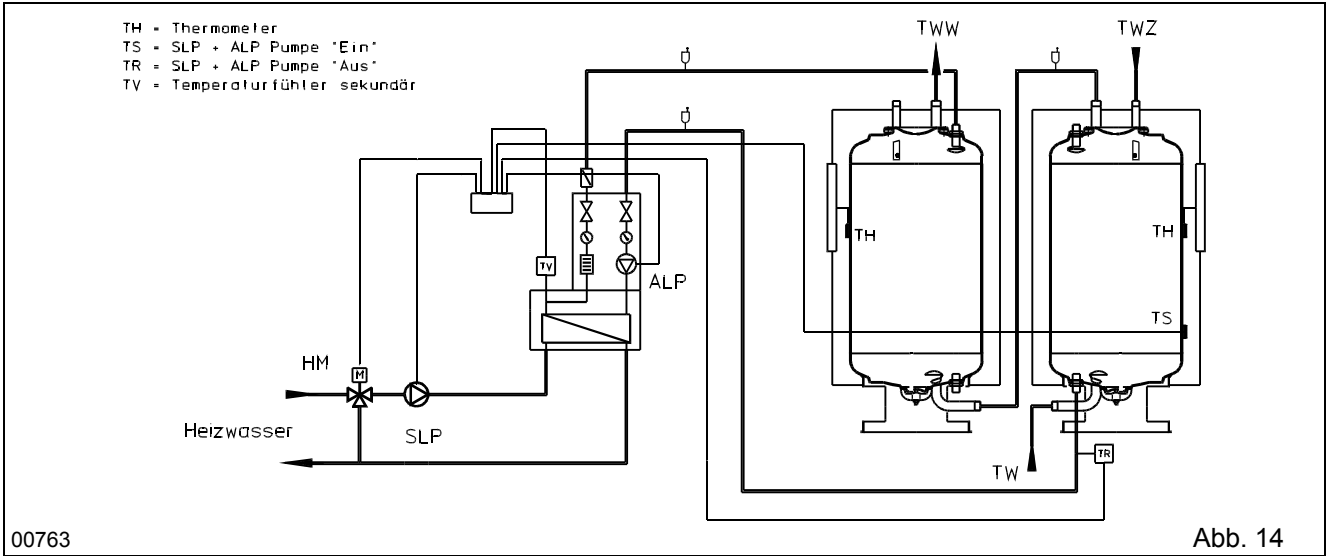 TH = Thermometer
TS = SLP + ALP Pumpe "Ein"
TR = SLP + ALP Pumpe "Aus"
TV = Temperaturfühler sekundär
TWW
TWZ
TH
TH
TV
ALP
TS
HM
M
Heizwasser
SLP
TR
TW
00763
Abb. 14